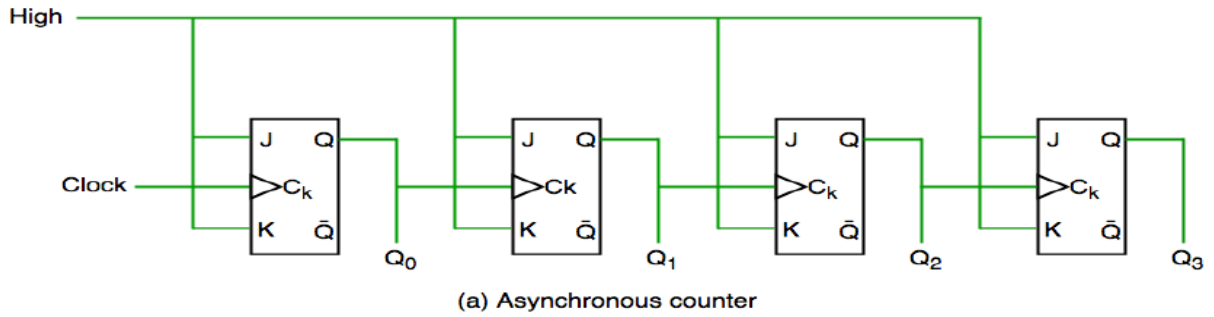 High
J Q J Q J Q J Q
Clock Cₖ Ck Cₖ Cₖ
K Q̄ K Q̄ K Q̄ K Q̄
Q₀ Q₁ Q₂ Q₃
(a) Asynchronous counter